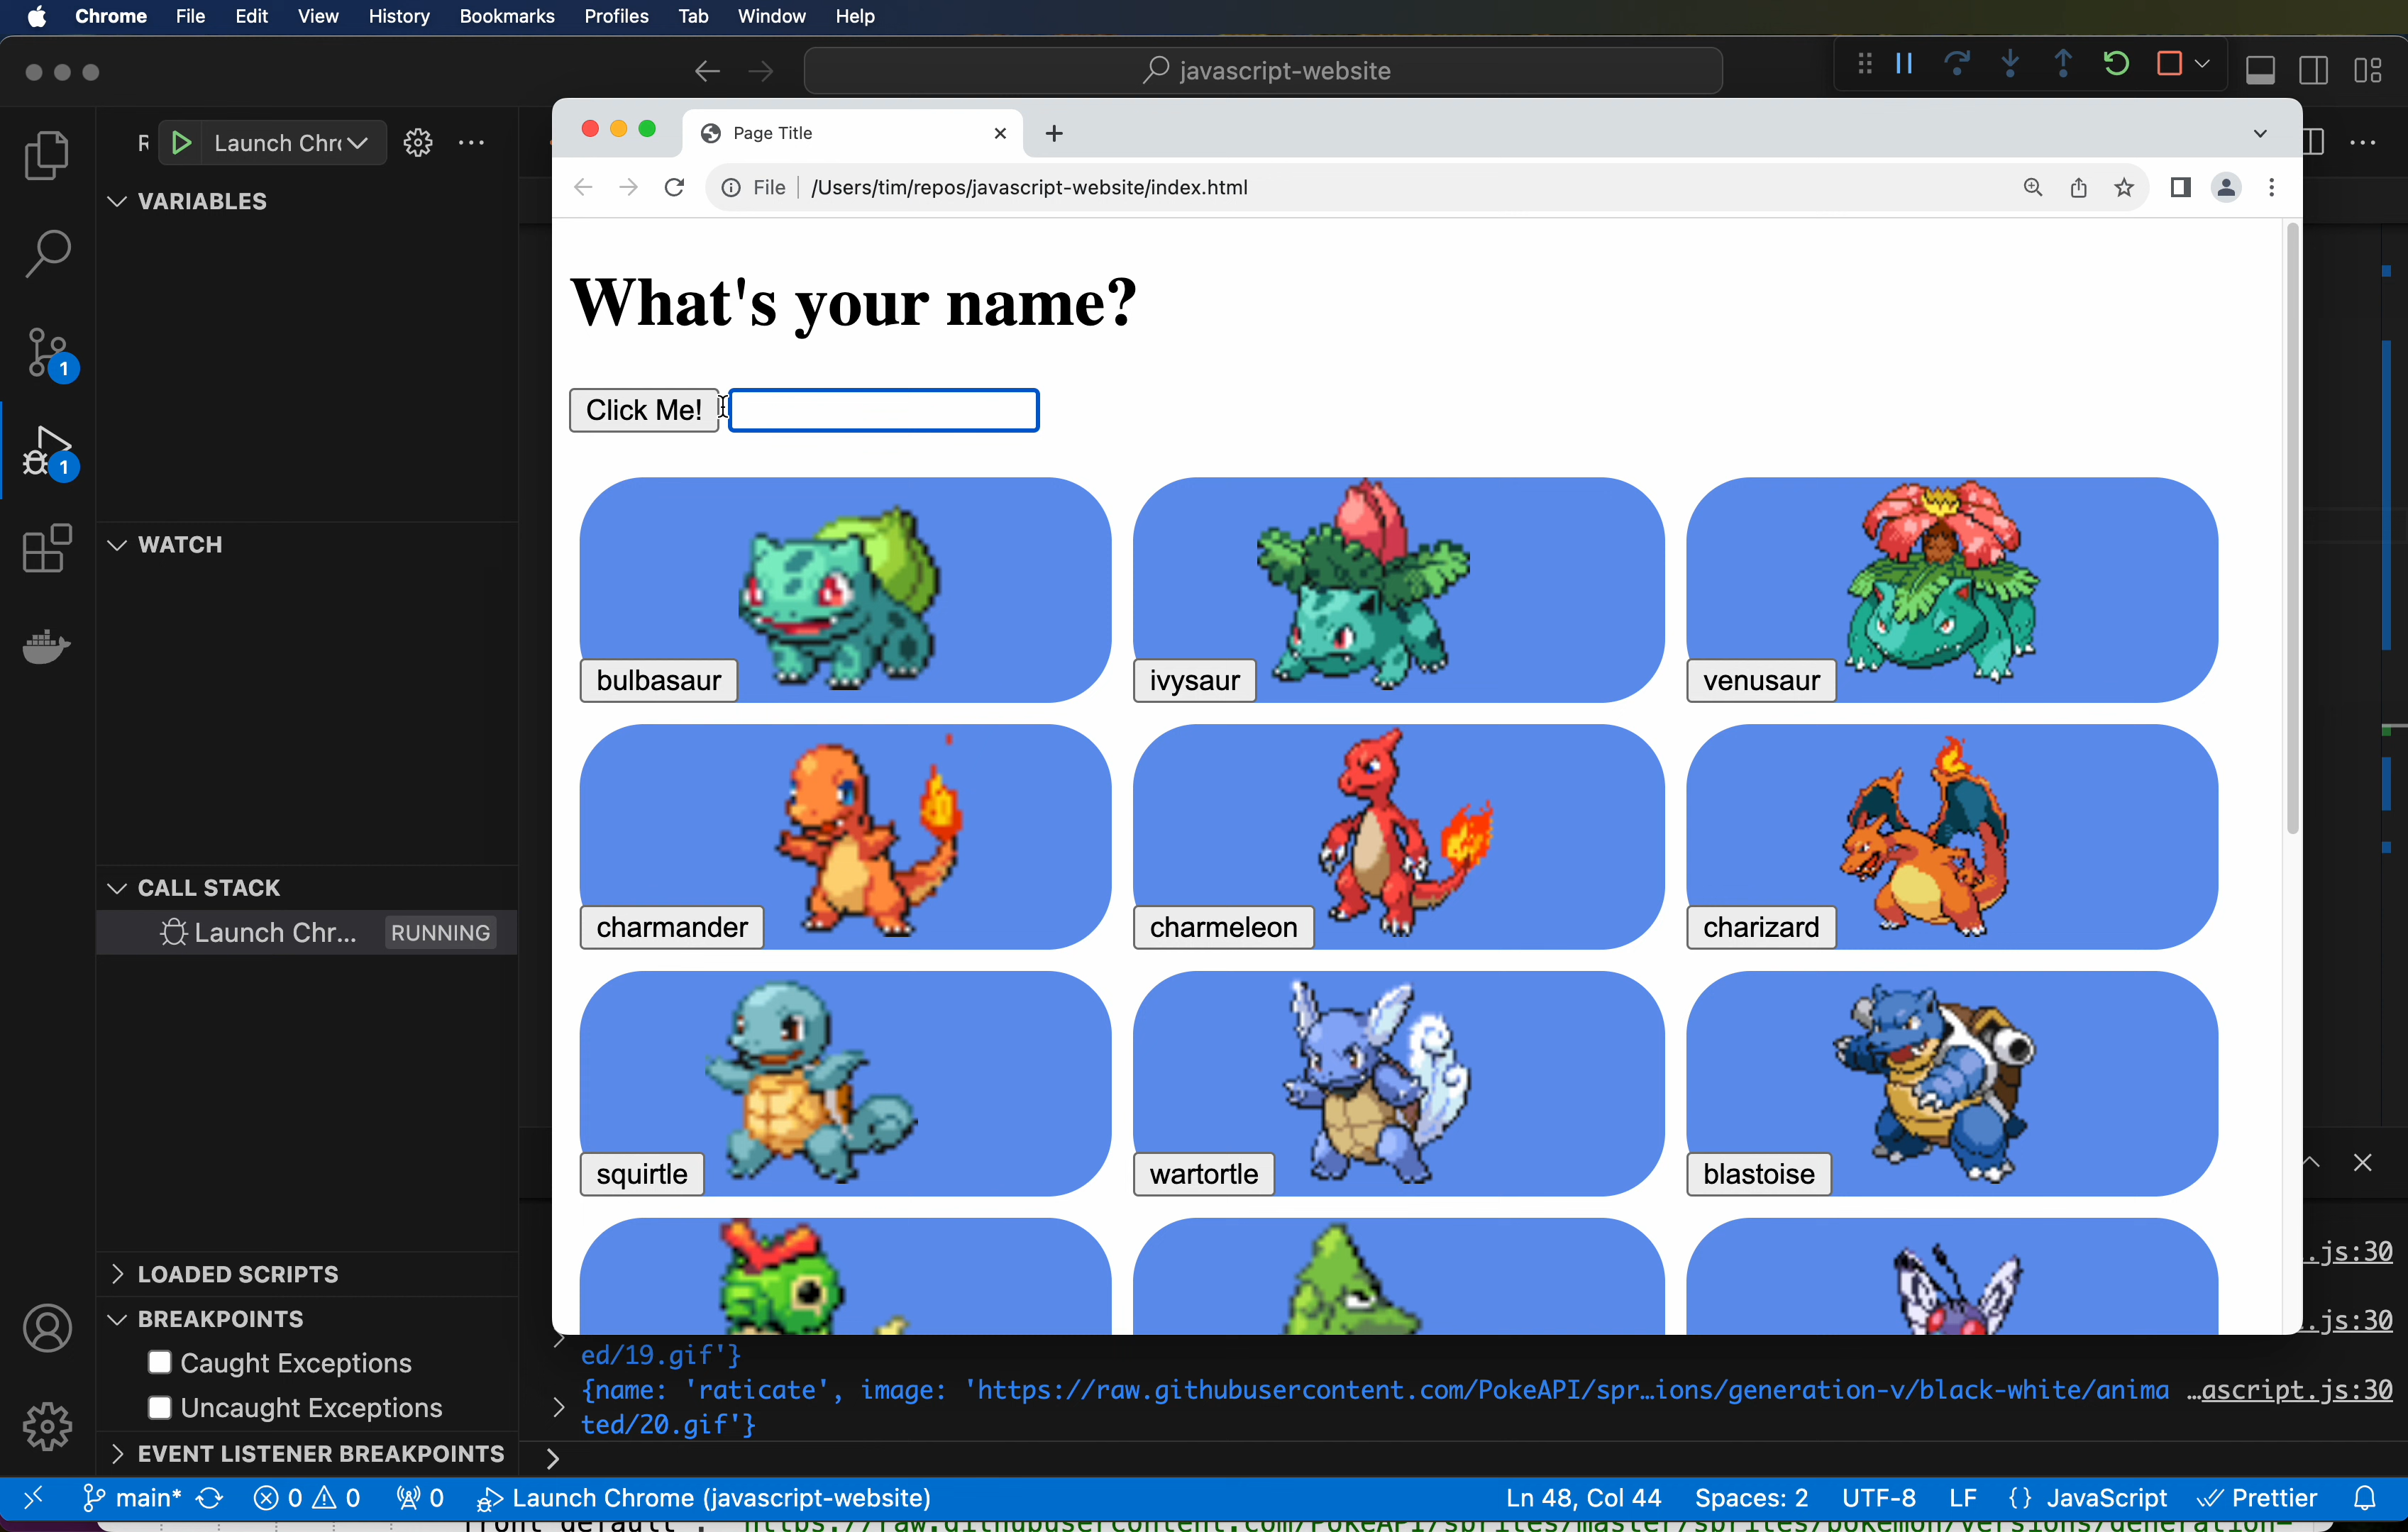 Chrome File Edit View History Bookmarks Profiles Tab Window Help
javascript-website
R Launch Chr
Page Title
File /Users/tim/repos/javascript-website/index.html
VARIABLES
What's your name?
1
Click Me!
1
WATCH
bulbasaur ivysaur venusaur
CALL STACK
charmander charmeleon charizard
Launch Chr... RUNNING
squirtle wartortle blastoise
LOADED SCRIPTS
.js:30
BREAKPOINTS
.js:30
Caught Exceptions
ed/19.gif'}
{name: 'raticate', image: 'https://raw.githubusercontent.com/PokeAPI/spr…ions/generation-v/black-white/anima …ascript.js:30
Uncaught Exceptions
ted/20.gif'}
EVENT LISTENER BREAKPOINTS
main* 0 0 0 Launch Chrome (javascript-website) Ln 48, Col 44 Spaces: 2 UTF-8 LF {} JavaScript Prettier